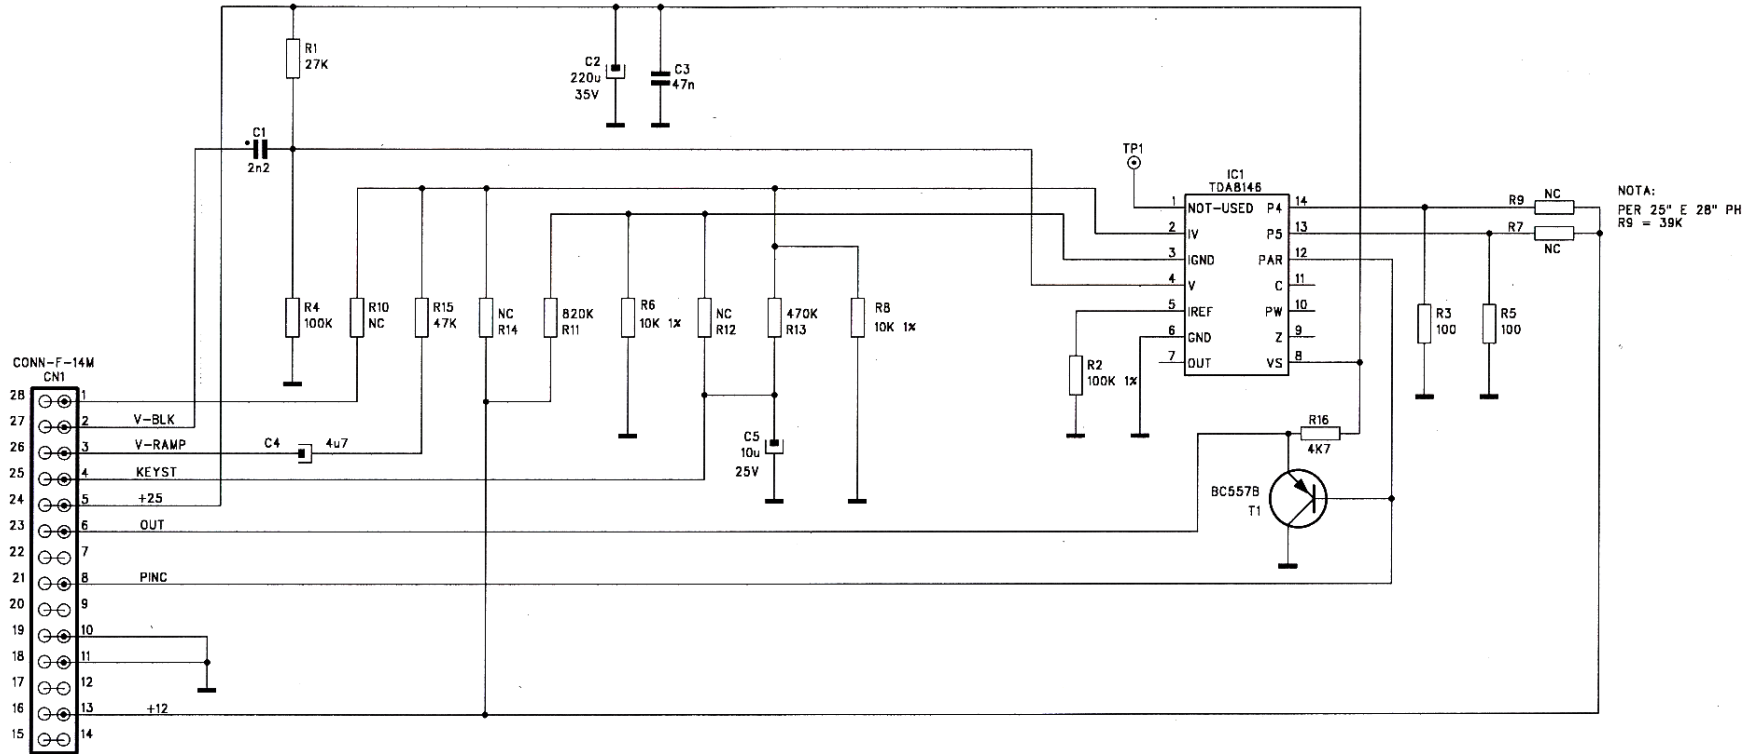 R1
27K
C2
220u
35V
C3
47n
C1
2n2
TP1
IC1
TDA8146
1 NOT-USED P4 14
2 IV P5 13
3 IGND PAR 12
4 V C 11
5 IREF PW 10
6 GND Z 9
7 OUT VS 8
R9 NC
R7
NC
NOTA:
PER 25" E 28" PH
R9 = 39K
R4
100K
R10
NC
R15
47K
NC
R14
820K
R11
R6
10K 1%
NC
R12
470K
R13
R8
10K 1%
R2
100K 1%
R3
100
R5
100
R16
4K7
BC557B
T1
C4 4u7
C5
10u
25V
CONN-F-14M
CN1
28 1
27 2 V-BLK
26 3 V-RAMP
25 4 KEYST
24 5 +25
23 6 OUT
22 7
21 8 PINC
20 9
19 10
18 11
17 12
16 13 +12
15 14